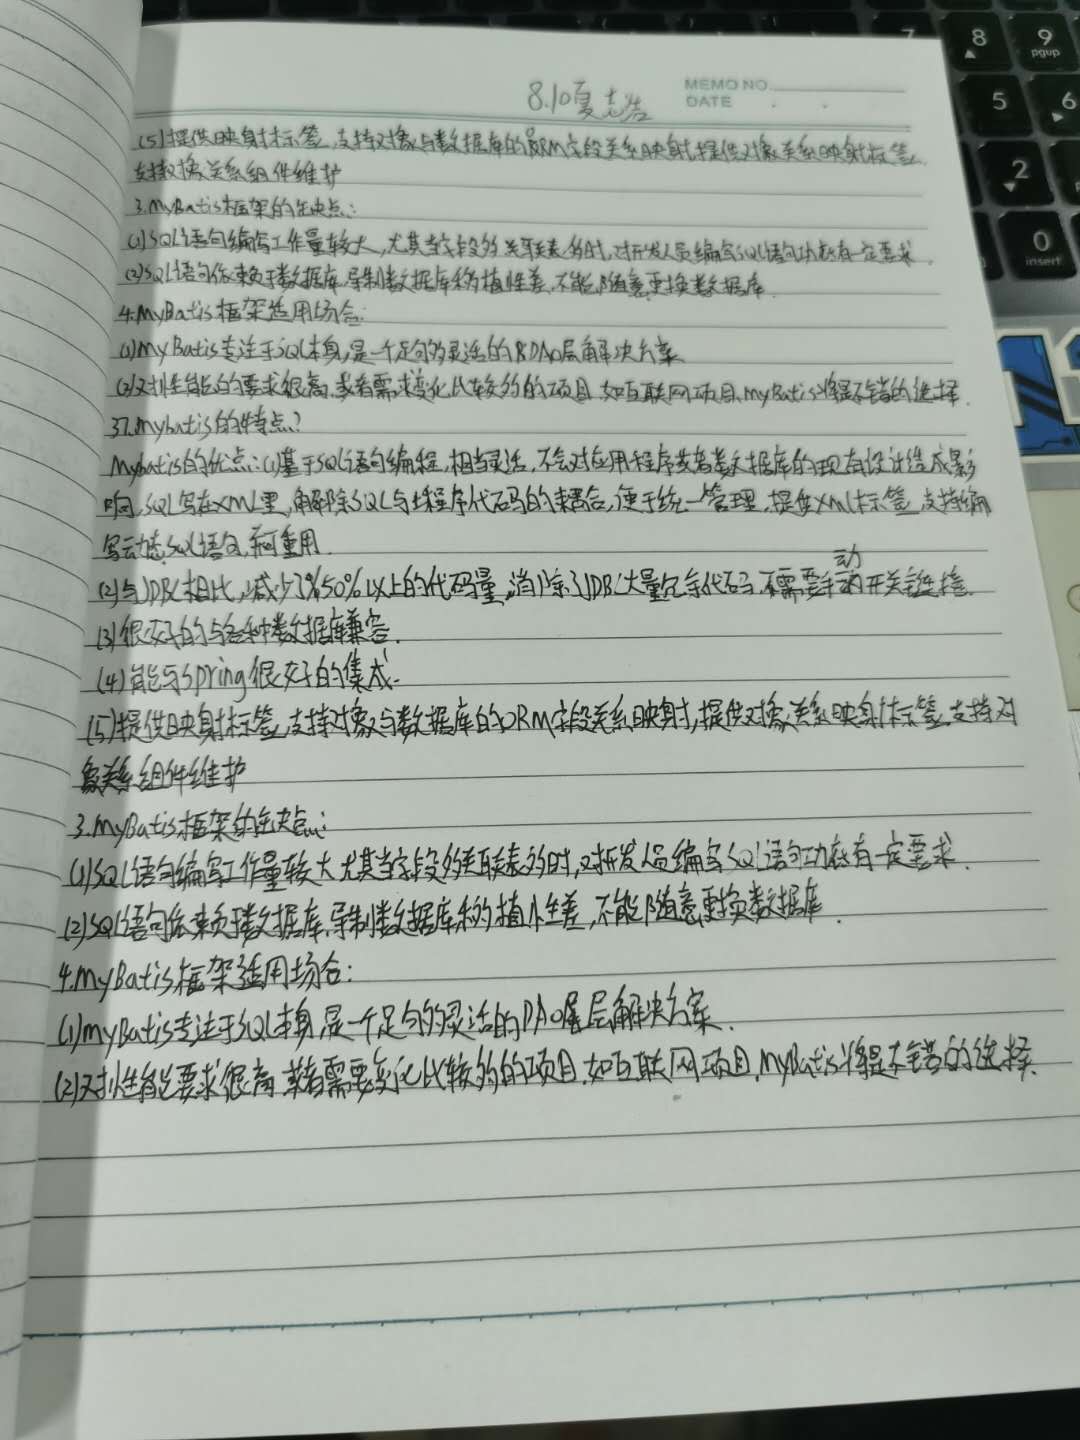 8.10夏志浩
MEMO NO.
DATE
(5)提供映射标签,支持对象与数据库的ORM字段关系映射,提供对象关系映射标签,
支持对象关系组件维护
3.MyBatis框架的缺点:
(1)SQL语句编写工作量较大,尤其当字段多关联表多时,对开发人员编写SQL语句功底有一定要求.
(2)SQL语句依赖于数据库,导制数据库移植性差,不能随意更换数据库.
4.MyBatis框架适用场合:
(1)MyBatis专注于SQL本身,是一个足够灵活的DAO层解决方案
(2)对性能的要求很高,或者需求变化比较多的项目,如互联网项目,MyBatis将是不错的选择.
37.mybatis的特点?
Mybatis的优点:(1)基于SQL语句编程,相当灵活,不会对应用程序或者数据库的现有设计造成影
响,SQL写在XML里,解除SQL与程序代码的耦合,便于统一管理,提供XML标签,支持编
写动态SQL语句,可重用.
(2)与JDBC相比,减少了50%以上的代码量,消除了JDBC大量冗余代码,不需要手动开关连接.
(3)很好的与各种数据库兼容.
(4)能与Spring很好的集成.
(5)提供映射标签,支持对象与数据库的ORM字段关系映射,提供对象关系映射标签,支持对
象关系组件维护
3.MyBatis框架的缺点:
(1)SQL语句编写工作量较大,尤其当字段多关联表多时,对开发人员编写SQL语句功底有一定要求.
(2)SQL语句依赖于数据库,导制数据库移植性差,不能随意更换数据库.
4.MyBatis框架适用场合:
(1)myBatis专注于SQL本身,是一个足够的灵活的DAO层解决方案.
(2)对性能要求很高,或者需要变化比较多的项目,如互联网项目,MyBatis将是不错的选择.
7
8
9
pgup
5
6
2
3
0
insert